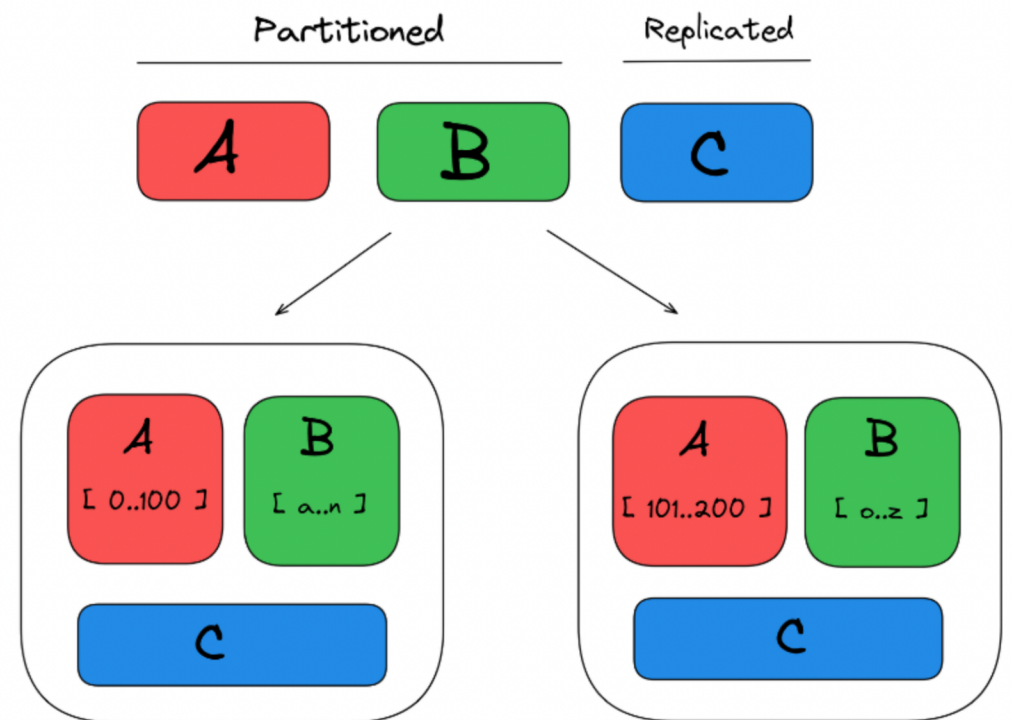 Partitioned
Replicated
A
B
C
A
B
[ 0..100 ]
[ a..n ]
C
A
B
[ 101..200 ]
[ o..z ]
C